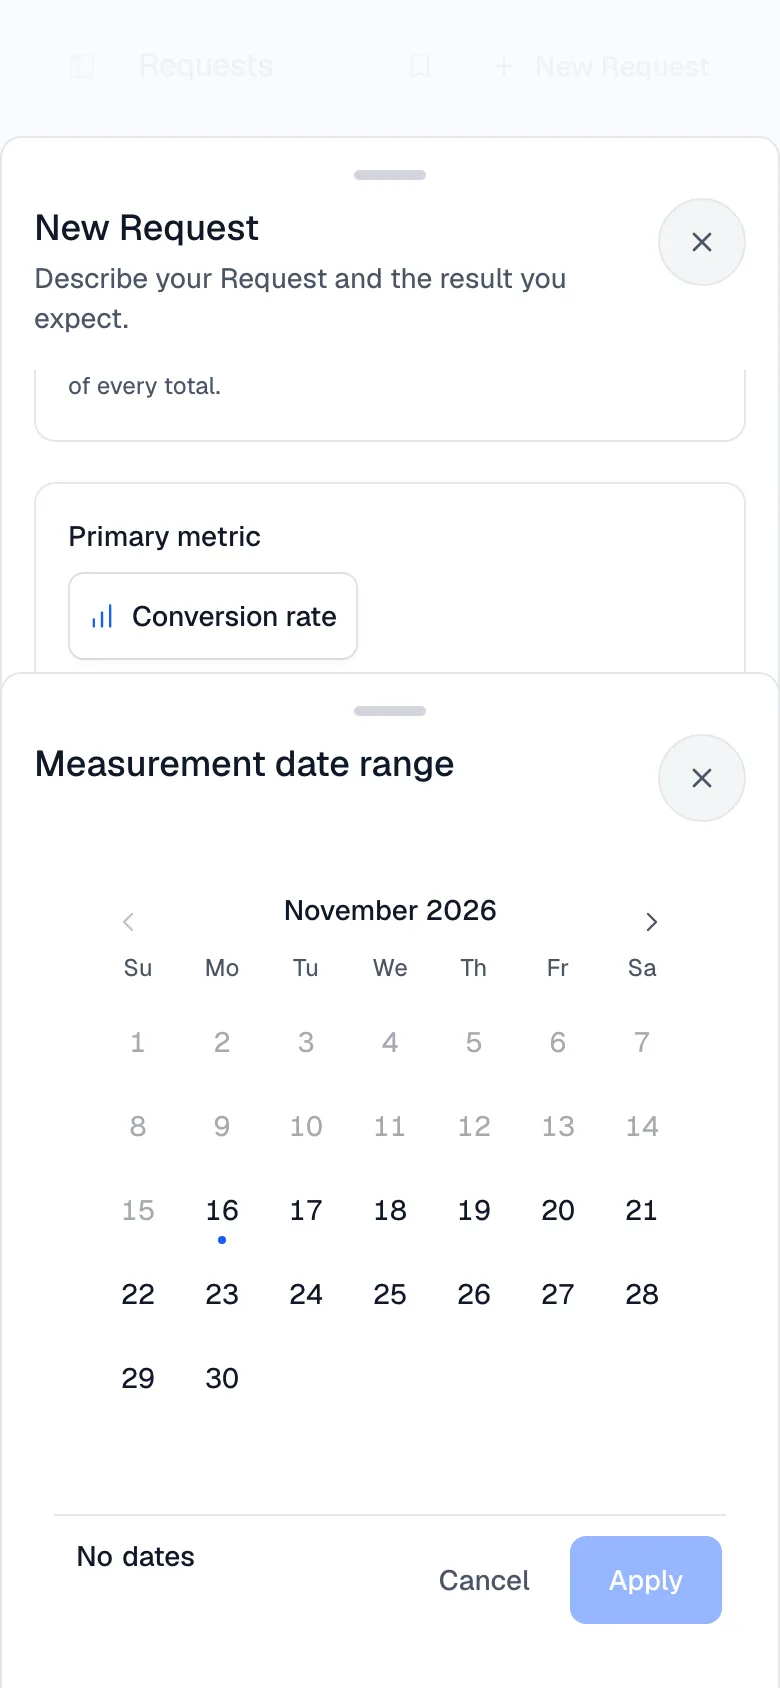 Requests
New Request
New Request
Describe your Request and the result you
expect.
of every total.
Primary metric
Conversion rate
Measurement date range
November 2026
Su Mo Tu We Th Fr Sa
1 2 3 4 5 6 7
8 9 10 11 12 13 14
15 16 17 18 19 20 21
22 23 24 25 26 27 28
29 30
No dates
Cancel
Apply